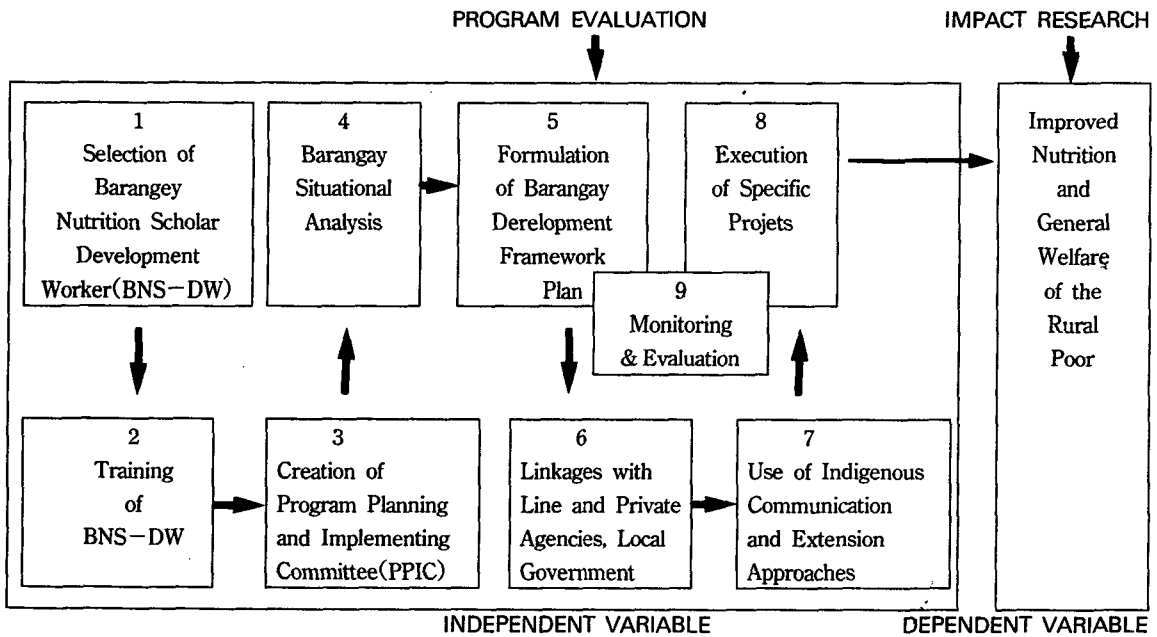 PROGRAM EVALUATION
IMPACT RESEARCH
1
Selection of
Barangey
Nutrition Scholar
Development
Worker(BNS-DW)
4
Barangay
Situational
Analysis
5
Formulation
of Barangay
Derelopment
Framework
Plan
8
Execution
of Specific
Projets
9
Monitoring
& Evaluation
Improved
Nutrition
and
General
Welfare
of the
Rural
Poor
2
Training
of
BNS-DW
3
Creation of
Program Planning
and Implementing
Committee(PPIC)
6
Linkages with
Line and Private
Agencies, Local
Government
7
Use of Indigenous
Communication
and Extension
Approaches
INDEPENDENT VARIABLE
DEPENDENT VARIABLE